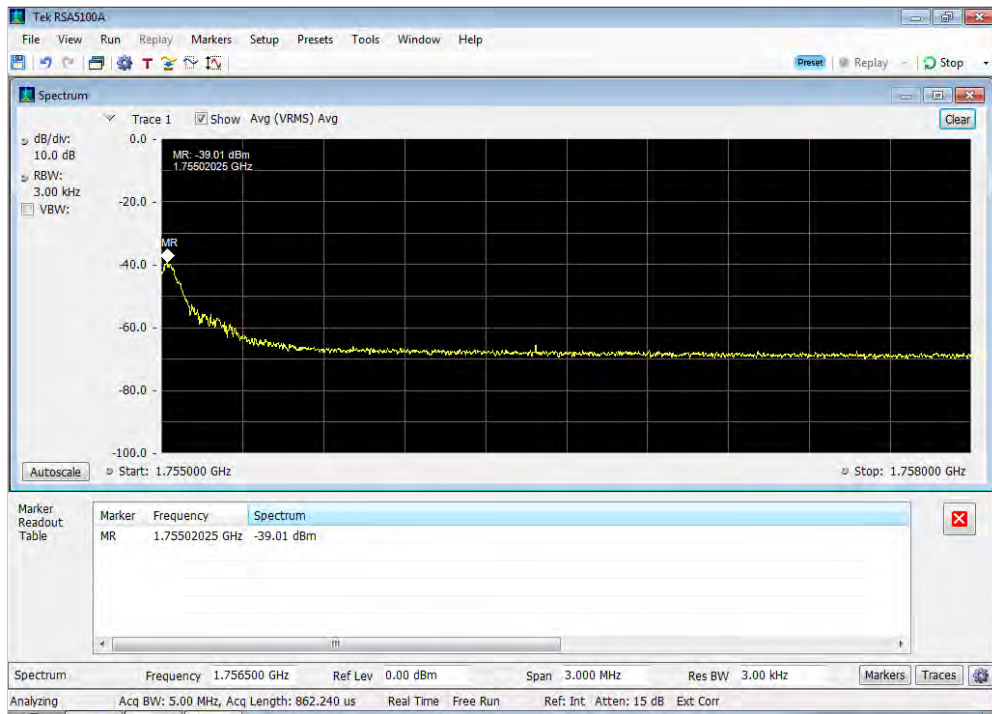 Tek RSA5100A
File View Run Replay Markers Setup Presets Tools Window Help
T Preset Replay Stop
Spectrum
Trace 1 Show Avg (VRMS) Avg Clear
dB/div: 0.0
10.0 dB MR: -39.01 dBm
RBW: 1.75502025 GHz
3.00 kHz
VBW: -20.0
MR
-40.0
-60.0
-80.0
-100.0
Autoscale Start: 1.755000 GHz Stop: 1.758000 GHz
Marker Readout Table
Marker Frequency Spectrum
MR 1.75502025 GHz -39.01 dBm
Spectrum Frequency 1.756500 GHz Ref Lev 0.00 dBm Span 3.000 MHz Res BW 3.00 kHz Markers Traces
Analyzing Acq BW: 5.00 MHz, Acq Length: 862.240 us Real Time Free Run Ref: Int Atten: 15 dB Ext Corr